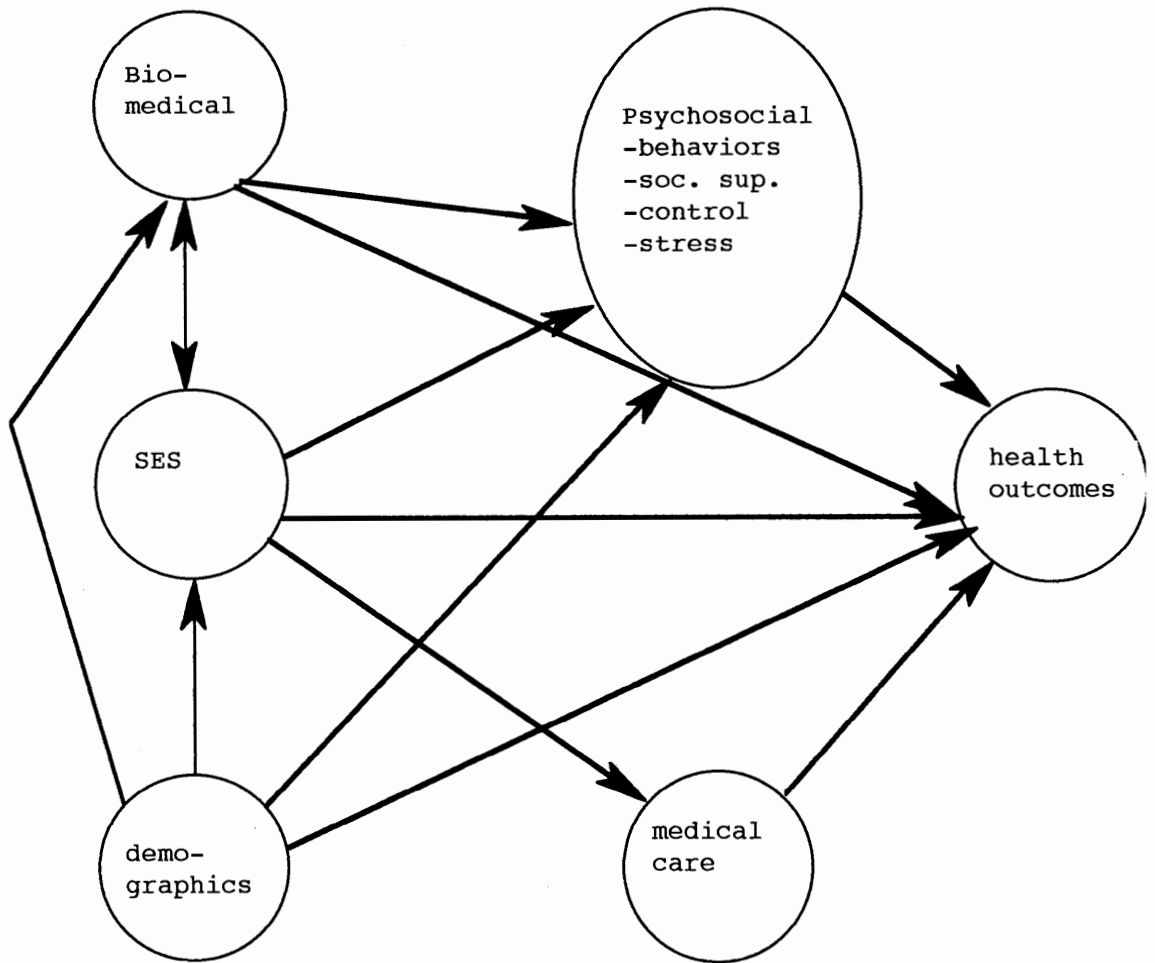 Bio-
medical
Psychosocial
-behaviors
-soc. sup.
-control
-stress
SES
health
outcomes
demo-
graphics
medical
care